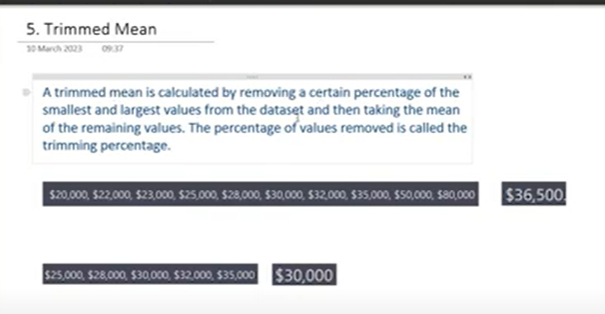 5. Trimmed Mean
10 March 2023 09:37
A trimmed mean is calculated by removing a certain percentage of the
smallest and largest values from the dataset and then taking the mean
of the remaining values. The percentage of values removed is called the
trimming percentage.
$20,000, $22,000, $23,000, $25,000, $28,000, $30,000, $32,000, $35,000, $50,000, $80,000 $36,500.
$25,000, $28,000, $30,000, $32,000, $35,000 $30,000